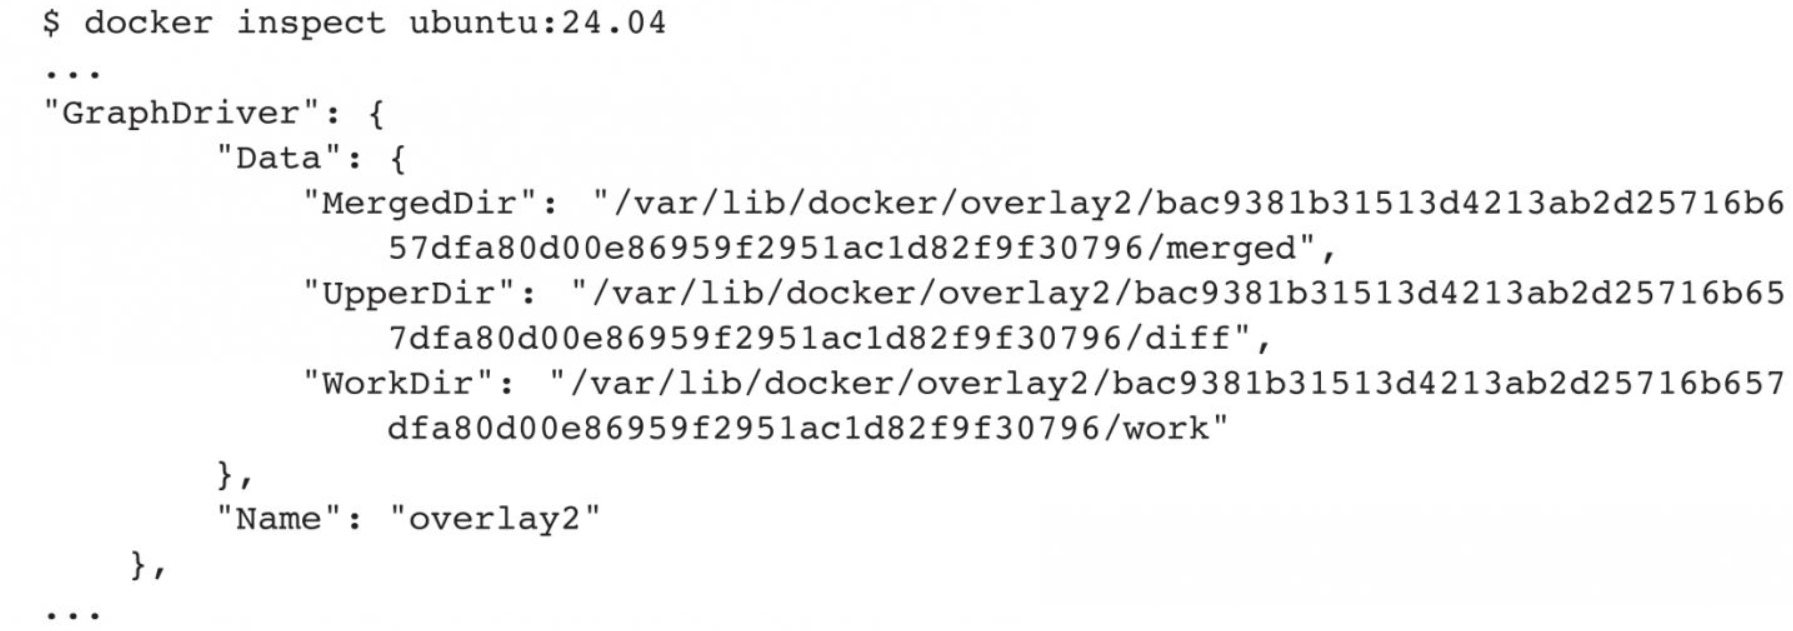 $ docker inspect ubuntu:24.04
...
"GraphDriver": {
"Data": {
"MergedDir": "/var/lib/docker/overlay2/bac9381b31513d4213ab2d25716b6
57dfa80d00e86959f2951ac1d82f9f30796/merged",
"UpperDir": "/var/lib/docker/overlay2/bac9381b31513d4213ab2d25716b65
7dfa80d00e86959f2951ac1d82f9f30796/diff",
"WorkDir": "/var/lib/docker/overlay2/bac9381b31513d4213ab2d25716b657
dfa80d00e86959f2951ac1d82f9f30796/work"
},
"Name": "overlay2"
},
...